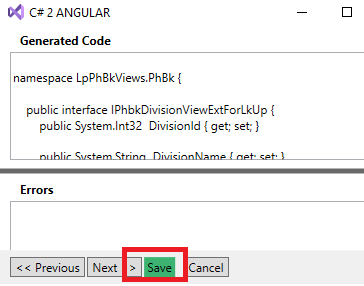 C# 2 ANGULAR
Generated Code
namespace LpPhBkViews.PhBk {
public interface IPhbkDivisionViewExtForLkUp {
public System.Int32 DivisionId { get; set; }
public System.String DivisionName { get; set; }
Errors
<< Previous Next > Save Cancel